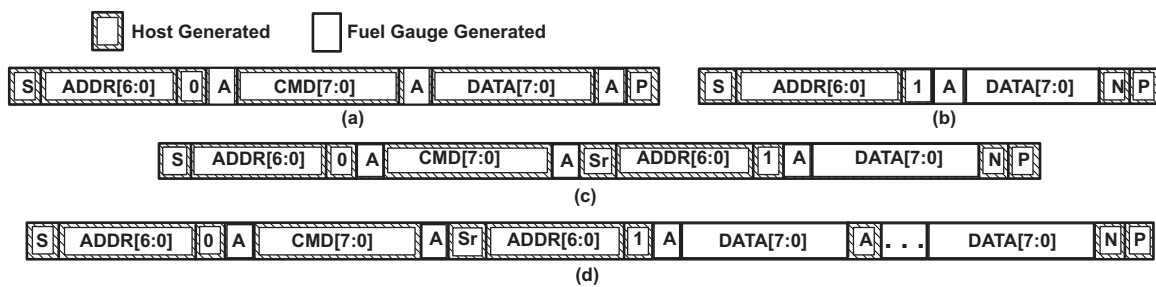 Host Generated Fuel Gauge Generated
S ADDR[6:0] 0 A CMD[7:0] A DATA[7:0] A P
(a)
S ADDR[6:0] 1 A DATA[7:0] N P
(b)
S ADDR[6:0] 0 A CMD[7:0] A Sr ADDR[6:0] 1 A DATA[7:0] N P
(c)
S ADDR[6:0] 0 A CMD[7:0] A Sr ADDR[6:0] 1 A DATA[7:0] A . . . DATA[7:0] N P
(d)